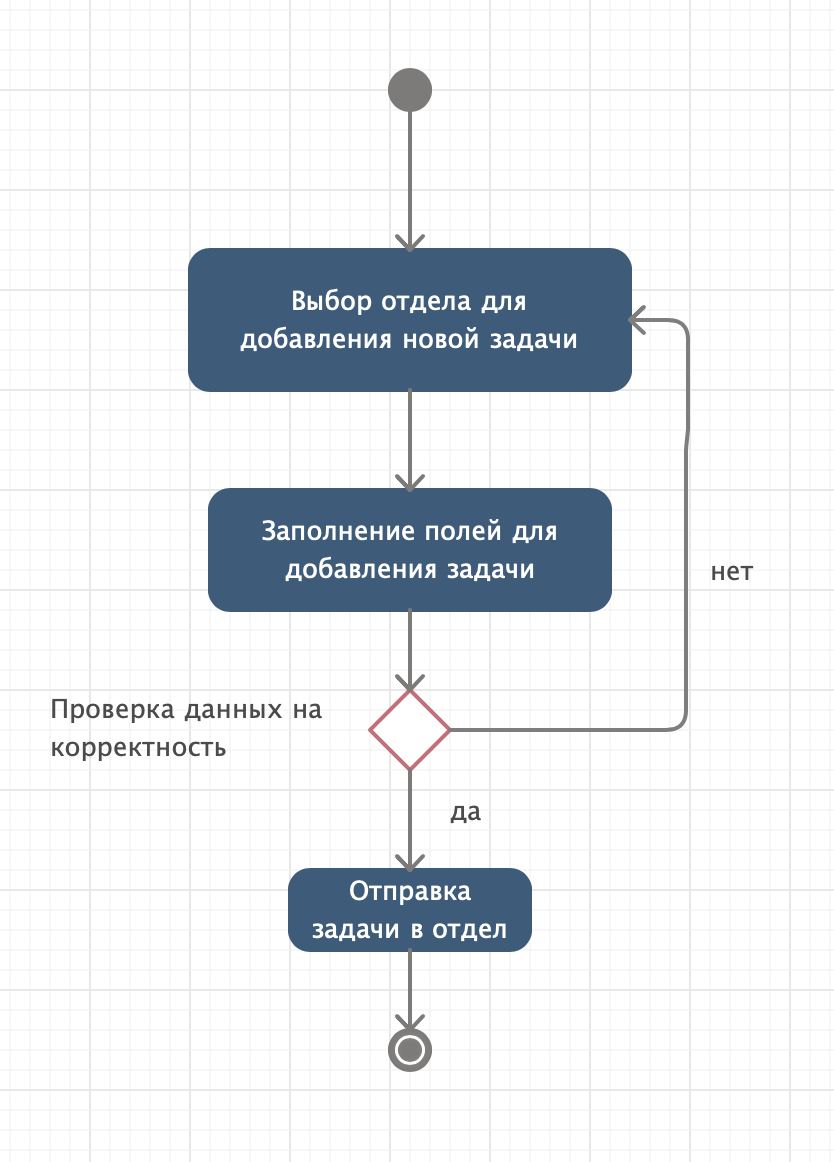 Выбор отдела для
добавления новой задачи
Заполнение полей для
добавления задачи
нет
Проверка данных на
корректность
да
Отправка
задачи в отдел